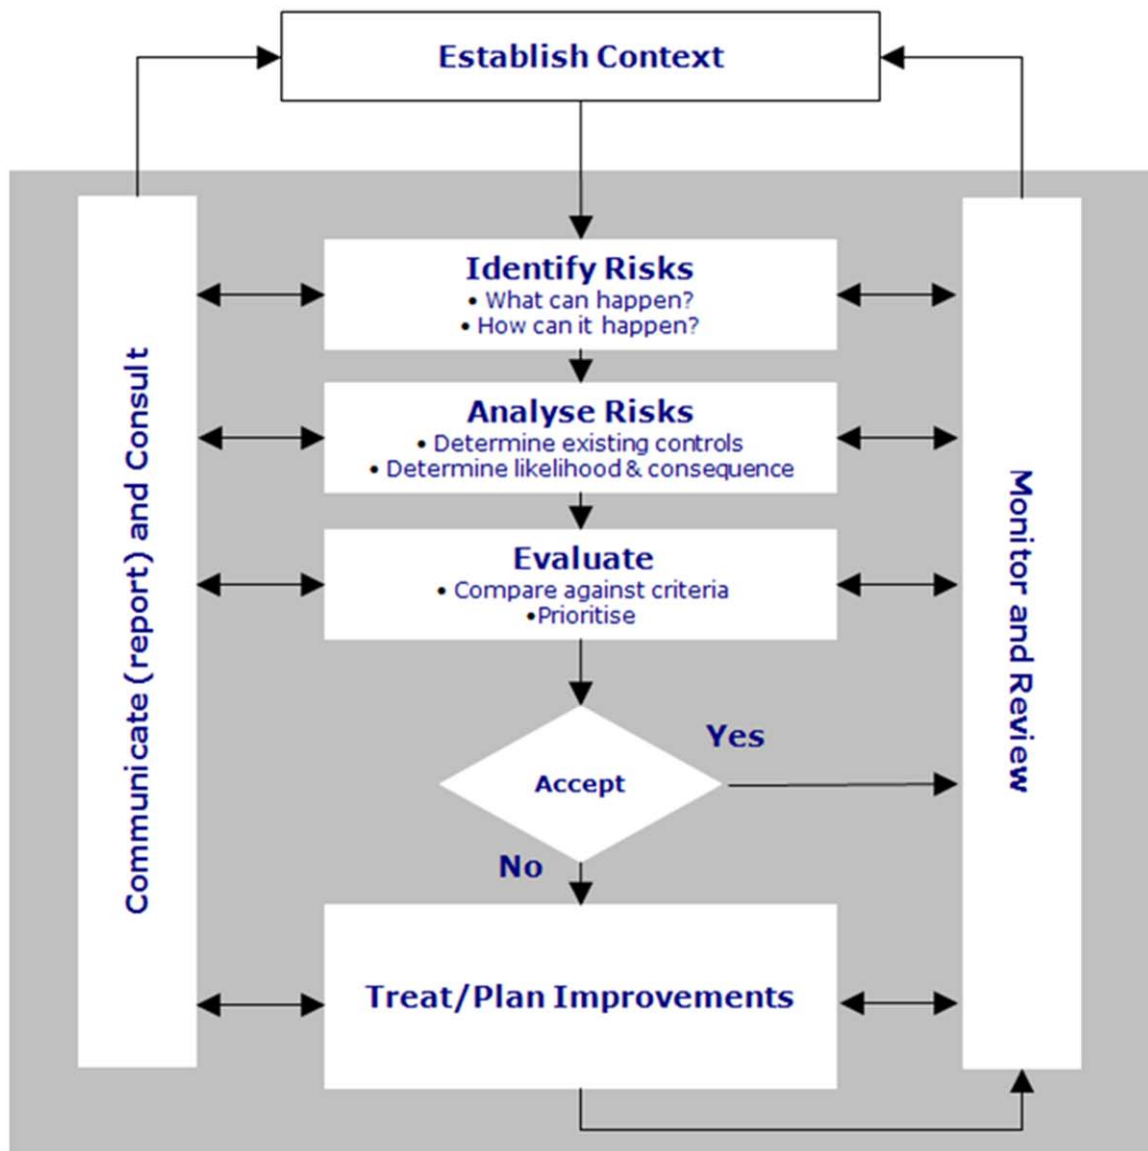 Establish Context
Identify Risks
• What can happen?
• How can it happen?
Analyse Risks
• Determine existing controls
• Determine likelihood & consequence
Evaluate
• Compare against criteria
•Prioritise
Accept
Yes
No
Treat/Plan Improvements
Communicate (report) and Consult
Monitor and Review